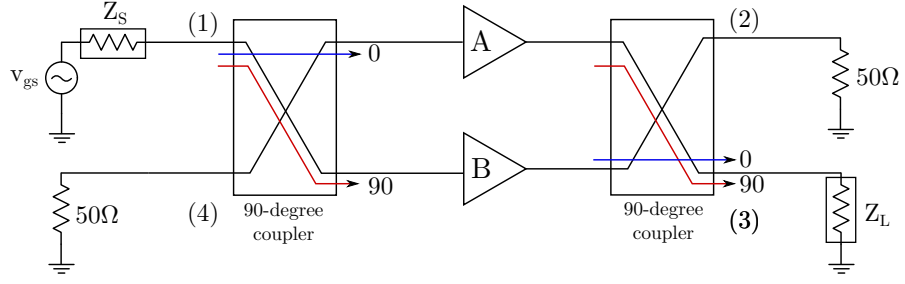 Z_S
(1)
(2)
A
0
v_gs
50Ω
B
0
90
90
50Ω
(4)
90-degree
coupler
90-degree
coupler
(3)
Z_L